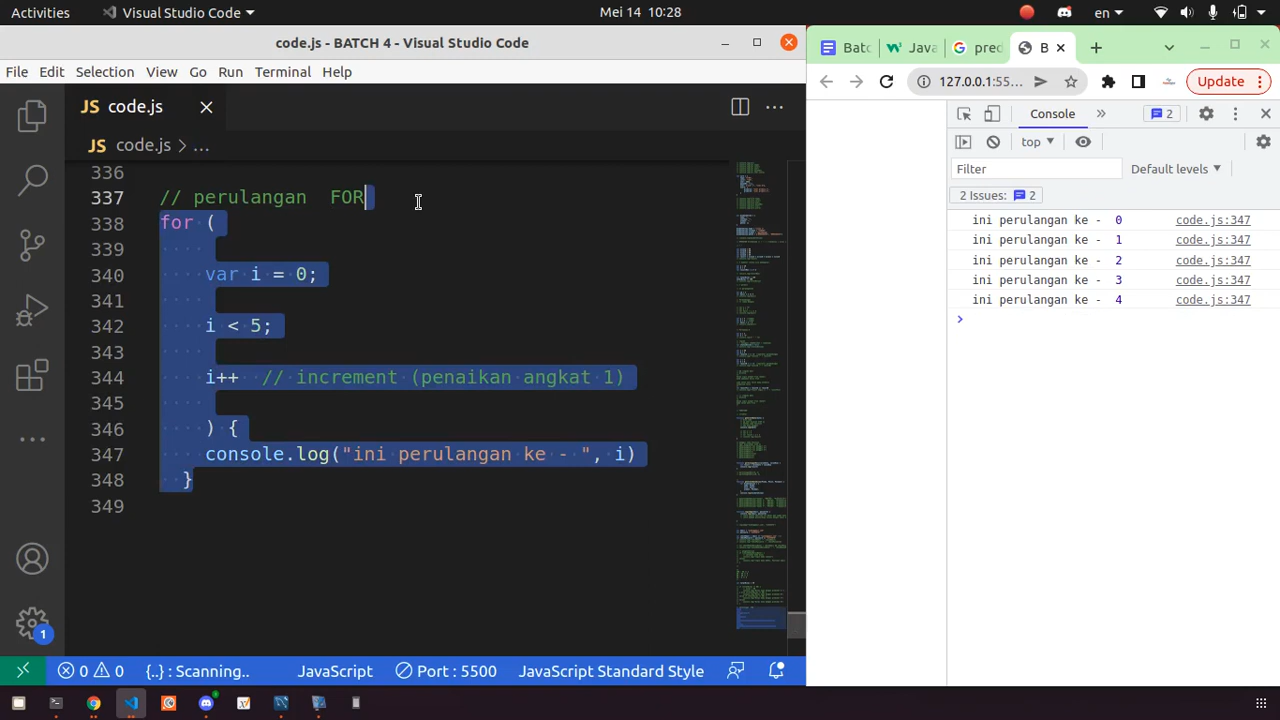 Activities
Visual Studio Code
Mei 14 10:28
en
code.js - BATCH 4 - Visual Studio Code
File Edit Selection View Go Run Terminal Help
JS code.js
JS code.js > ...
336
337 // perulangan  FOR
338 for (
339
340 var i = 0;
341
342 i < 5;
343
344 i++  // increment (penaikan angkat 1)
345
346 ) {
347 console.log("ini perulangan ke - ", i)
348 }
349
1
0 0 {..} : Scanning.. JavaScript Port : 5500 JavaScript Standard Style
Batc
Java
pred
B
127.0.0.1:55...
Update
Console
2
top
Filter
Default levels
2 Issues: 2
ini perulangan ke -  0 code.js:347
ini perulangan ke -  1 code.js:347
ini perulangan ke -  2 code.js:347
ini perulangan ke -  3 code.js:347
ini perulangan ke -  4 code.js:347
>